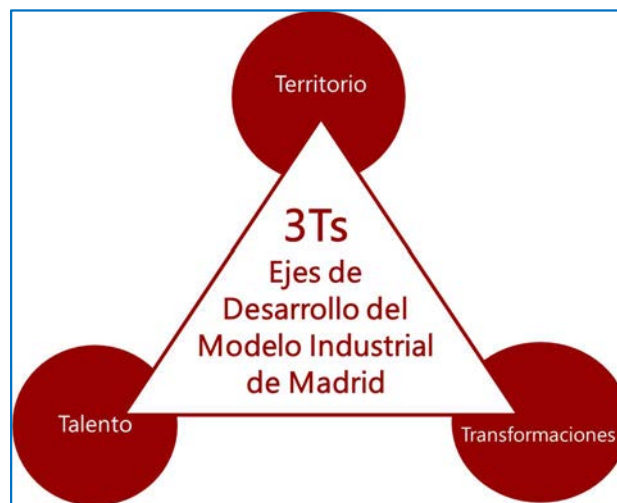 Territorio
3Ts
Ejes de
Desarrollo del
Modelo Industrial
de Madrid
Talento
Transformaciones